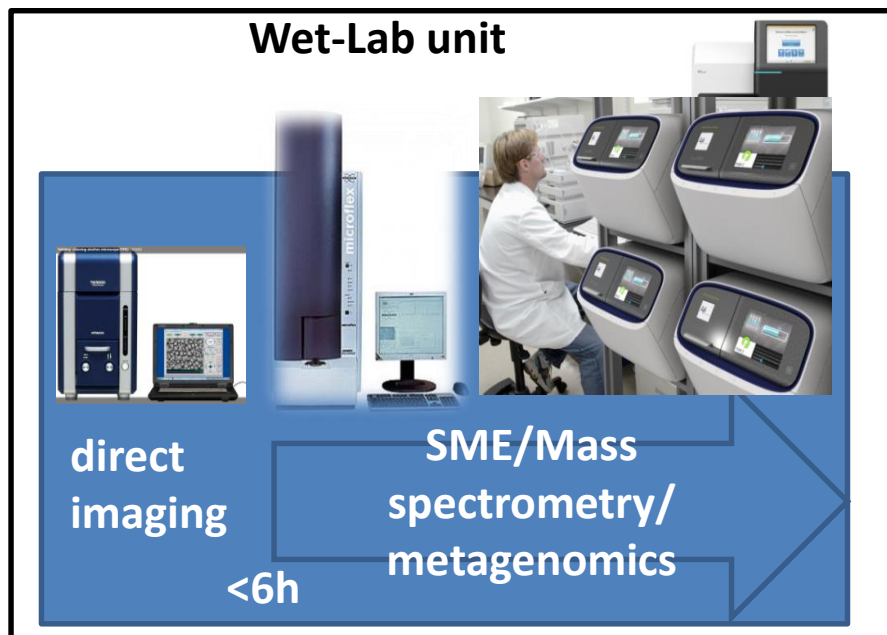 Wet-Lab unit
microflex
direct
imaging
<6h
SME/Mass
spectrometry/
metagenomics